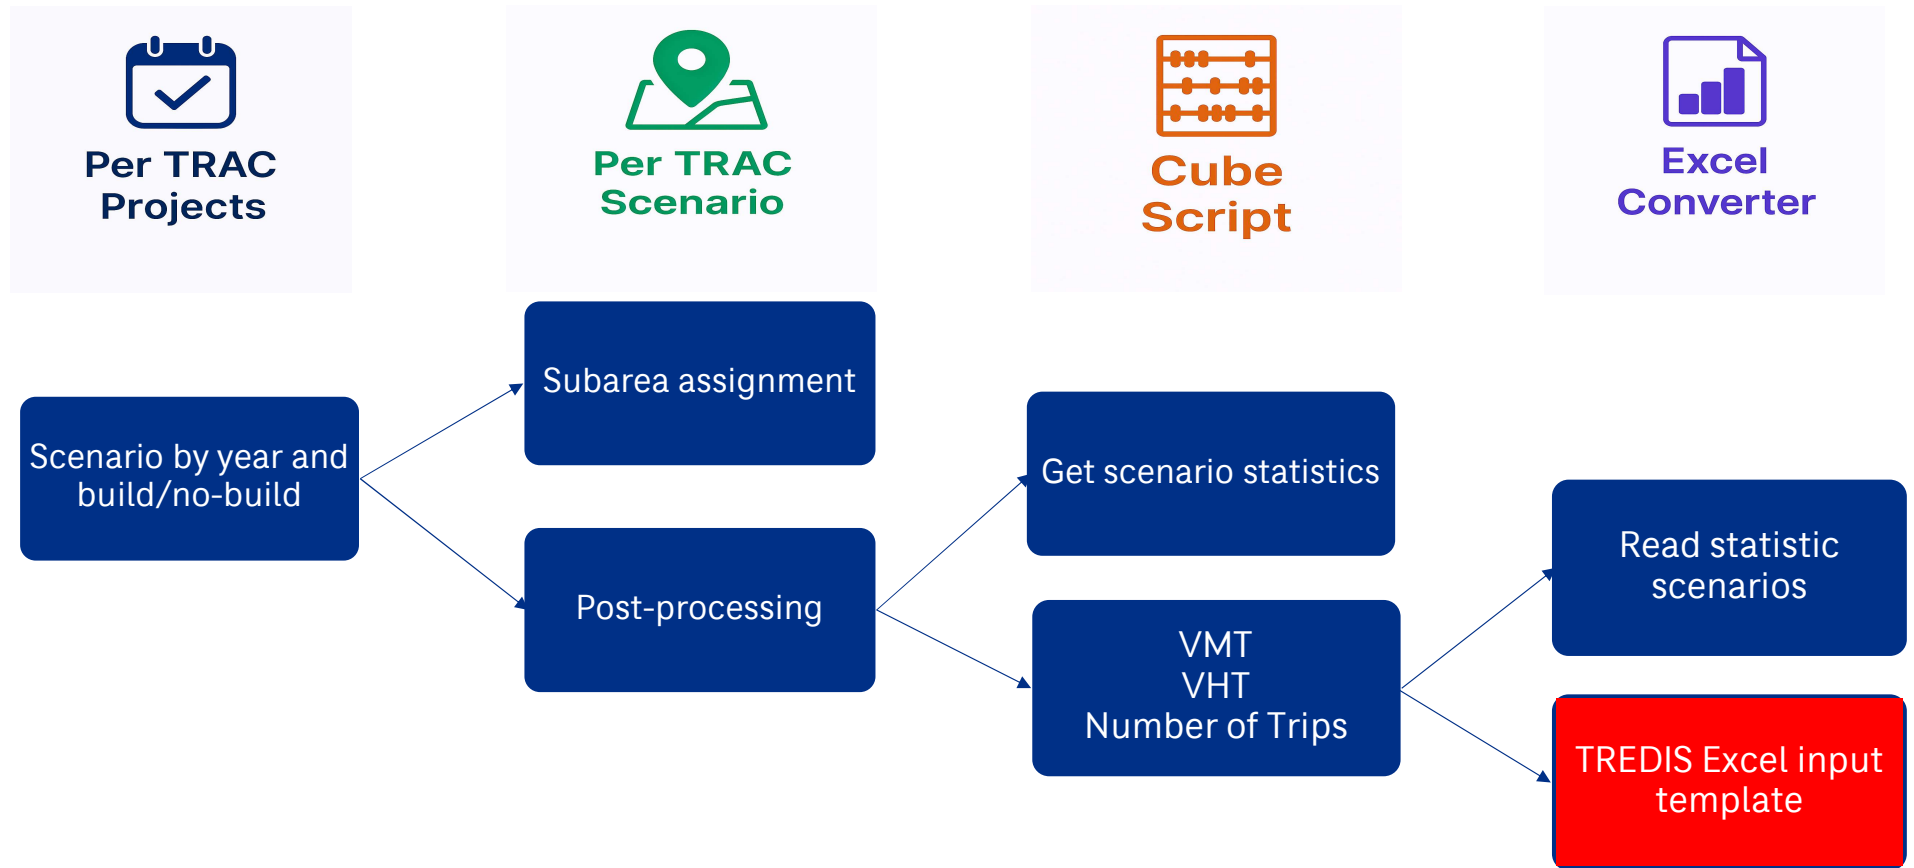 Per TRAC
Projects
Per TRAC
Scenario
Cube
Script
Excel
Converter
Scenario by year and
build/no-build
Subarea assignment
Post-processing
Get scenario statistics
VMT
VHT
Number of Trips
Read statistic
scenarios
TREDIS Excel input
template